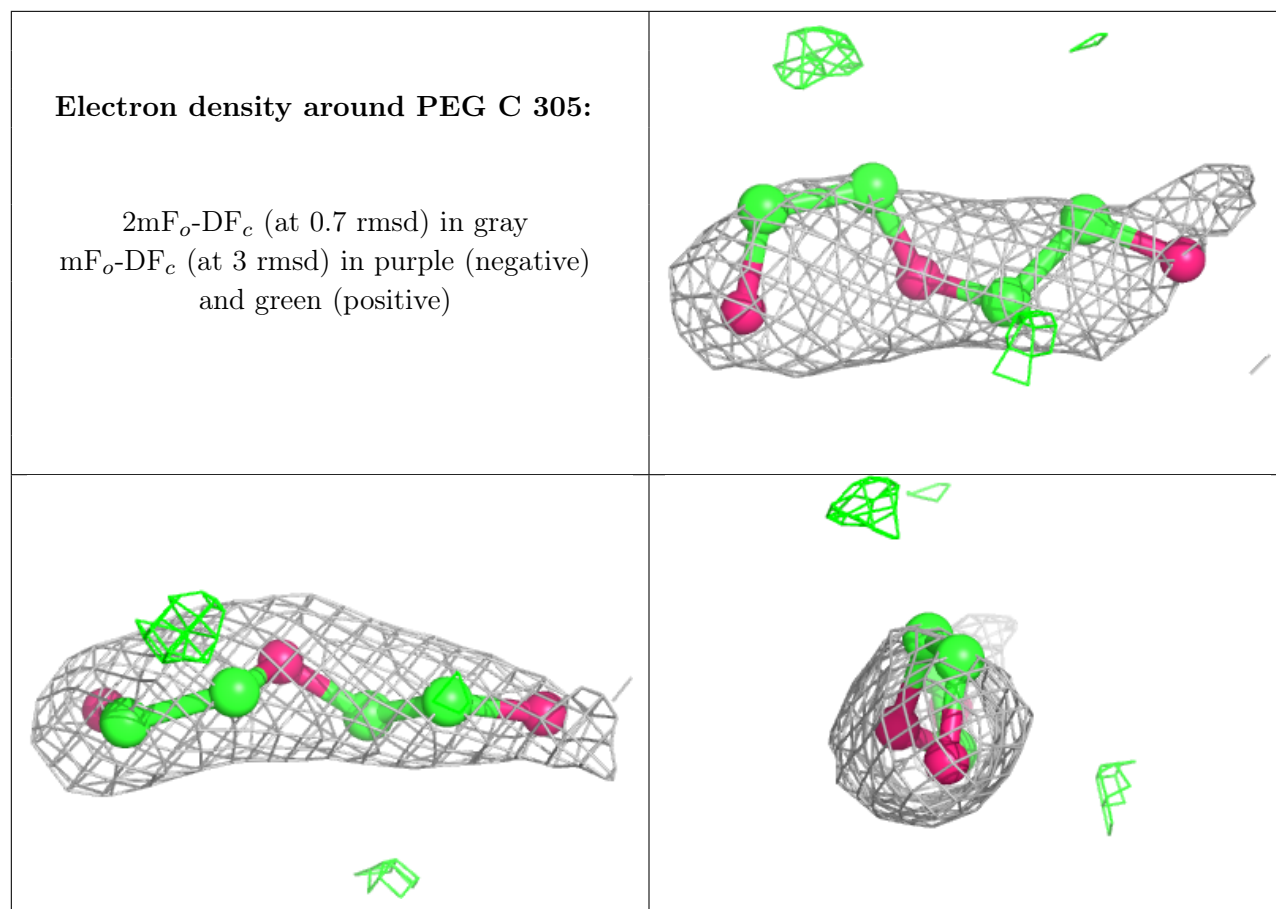 Electron density around PEG C 305:
2mFₒ-DF𝒸 (at 0.7 rmsd) in gray
mFₒ-DF𝒸 (at 3 rmsd) in purple (negative)
and green (positive)